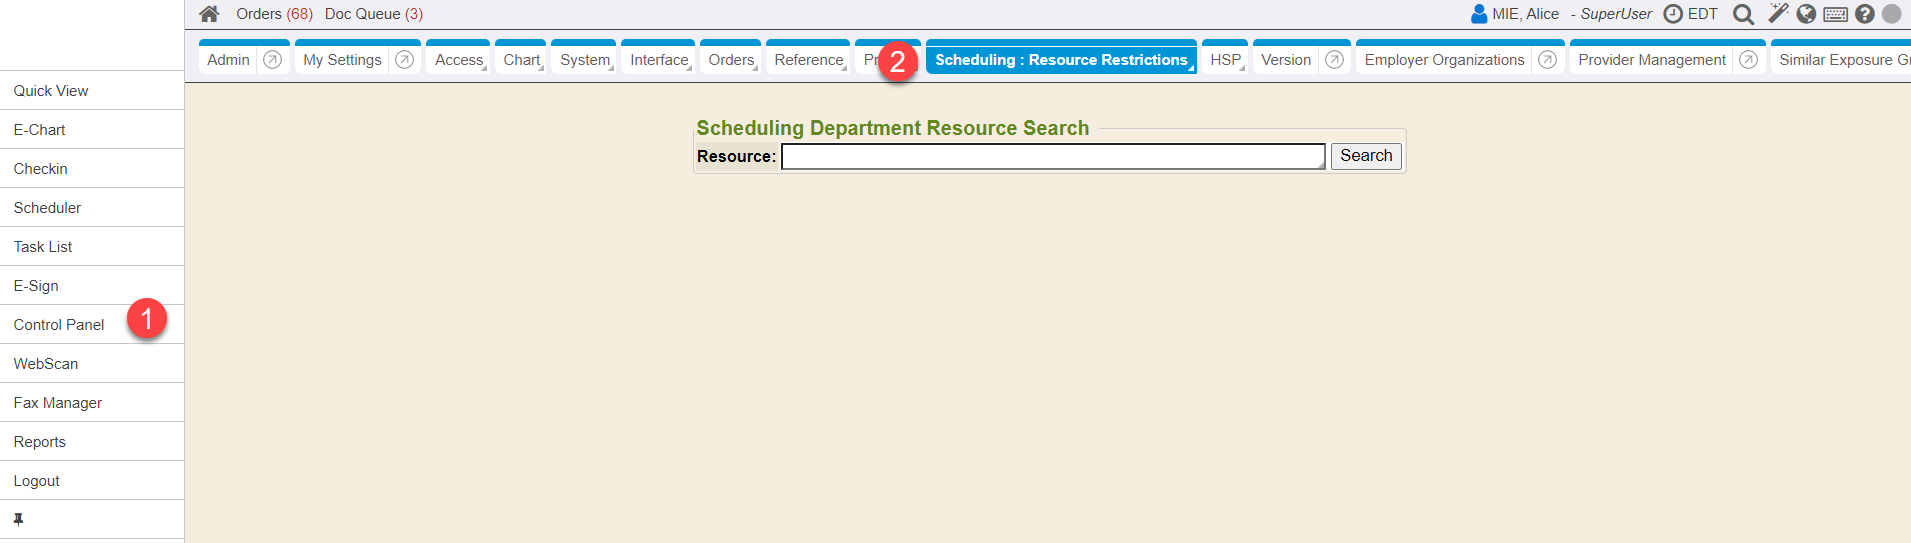 Orders (68) Doc Queue (3) MIE, Alice - SuperUser EDT
Admin My Settings Access Chart System Interface Orders Reference 2 Scheduling : Resource Restrictions HSP Version Employer Organizations Provider Management Similar Exposure
Quick View
E-Chart
Checkin
Scheduler
Task List
E-Sign
Control Panel 1
WebScan
Fax Manager
Reports
Logout
Scheduling Department Resource Search
Resource: Search